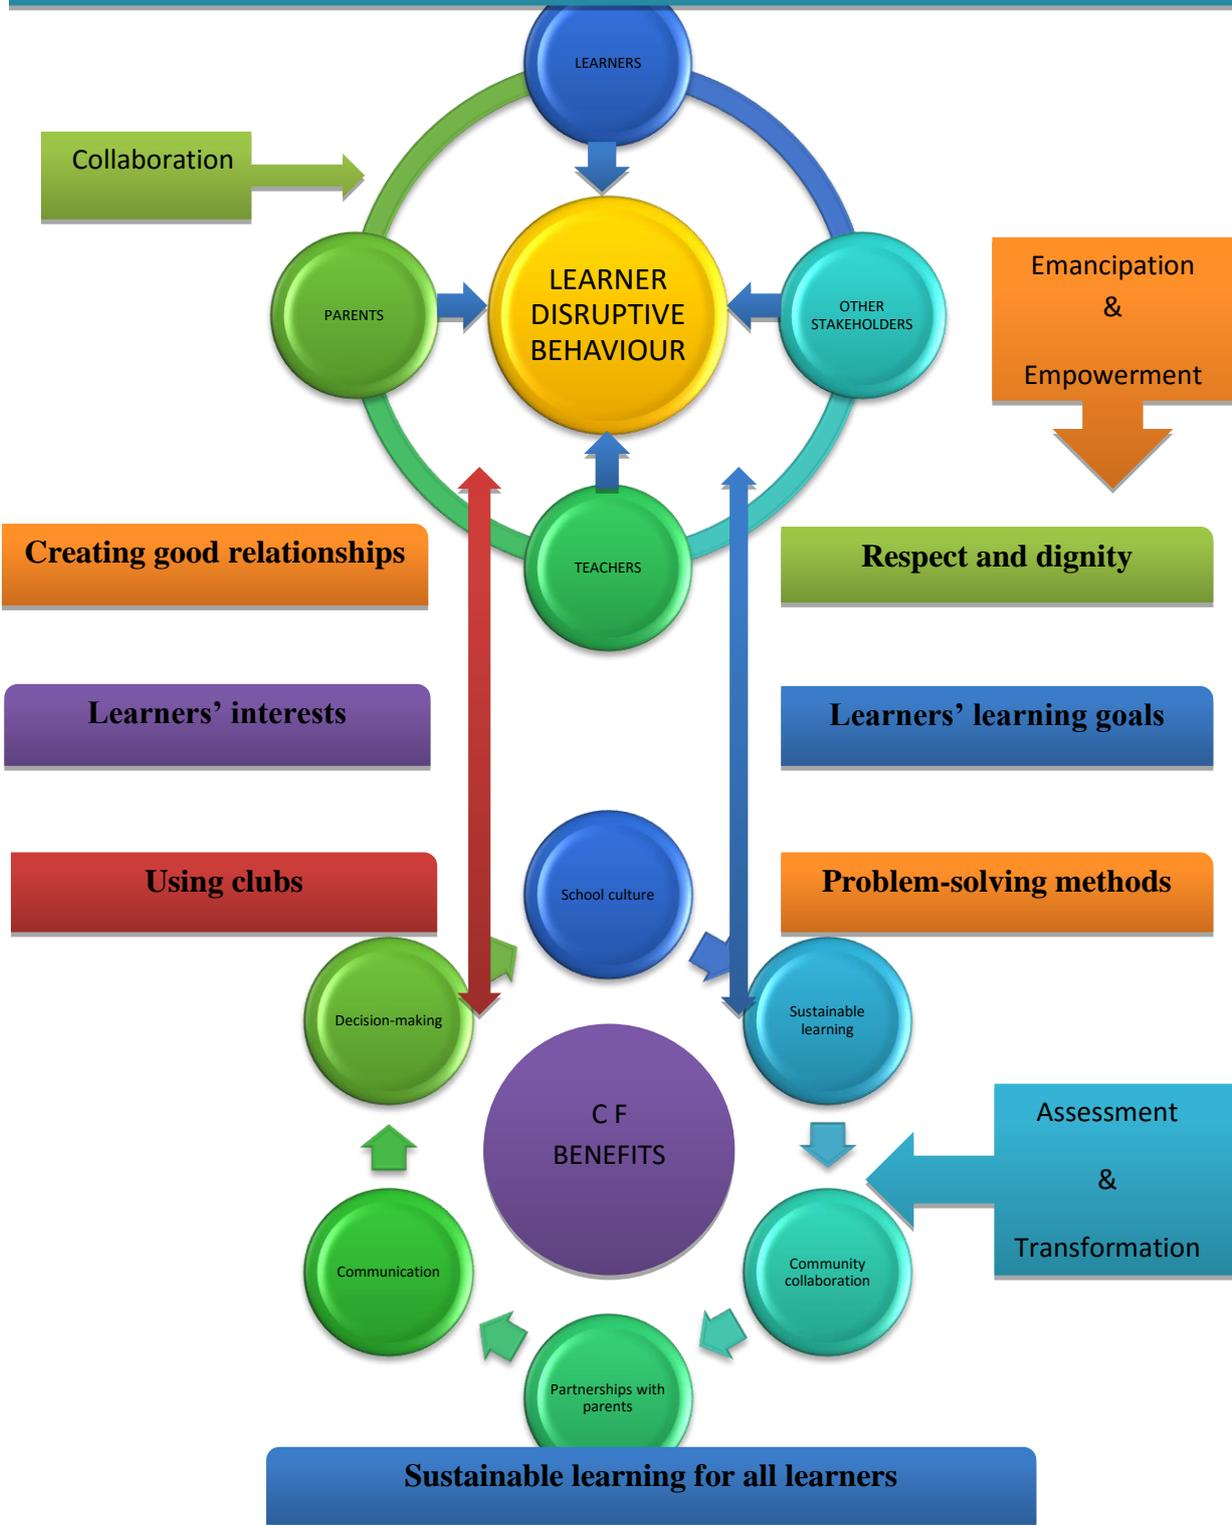 LEARNERS
Collaboration
LEARNER
DISRUPTIVE
BEHAVIOUR
PARENTS
OTHER
STAKEHOLDERS
Emancipation
&
Empowerment
TEACHERS
Creating good relationships
Respect and dignity
Learners’ interests
Learners’ learning goals
Using clubs
Problem-solving methods
School culture
Decision-making
Sustainable
learning
C F
BENEFITS
Assessment
&
Transformation
Communication
Community
collaboration
Partnerships with
parents
Sustainable learning for all learners